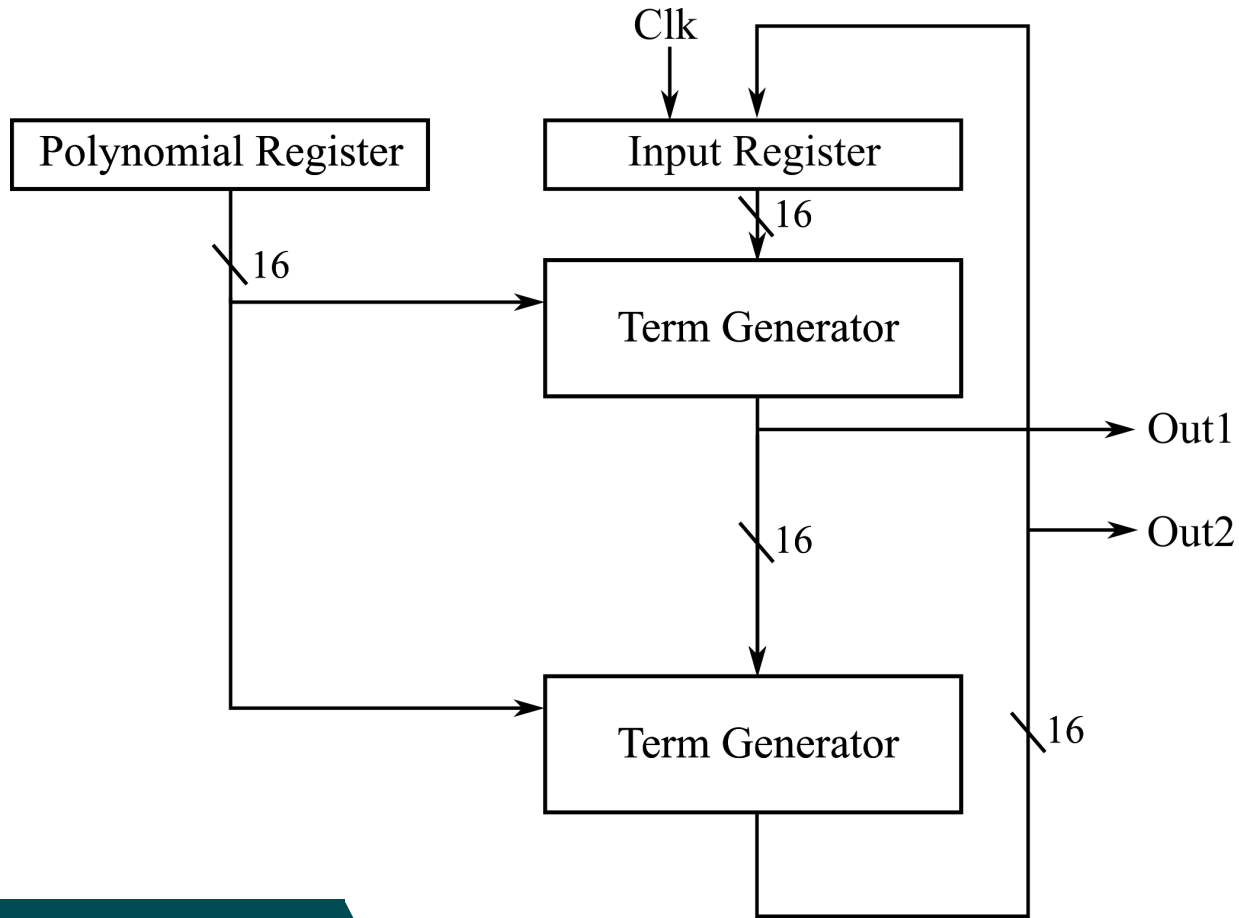 Clk
Polynomial Register
Input Register
16
16
Term Generator
Out1
16
Out2
Term Generator
16